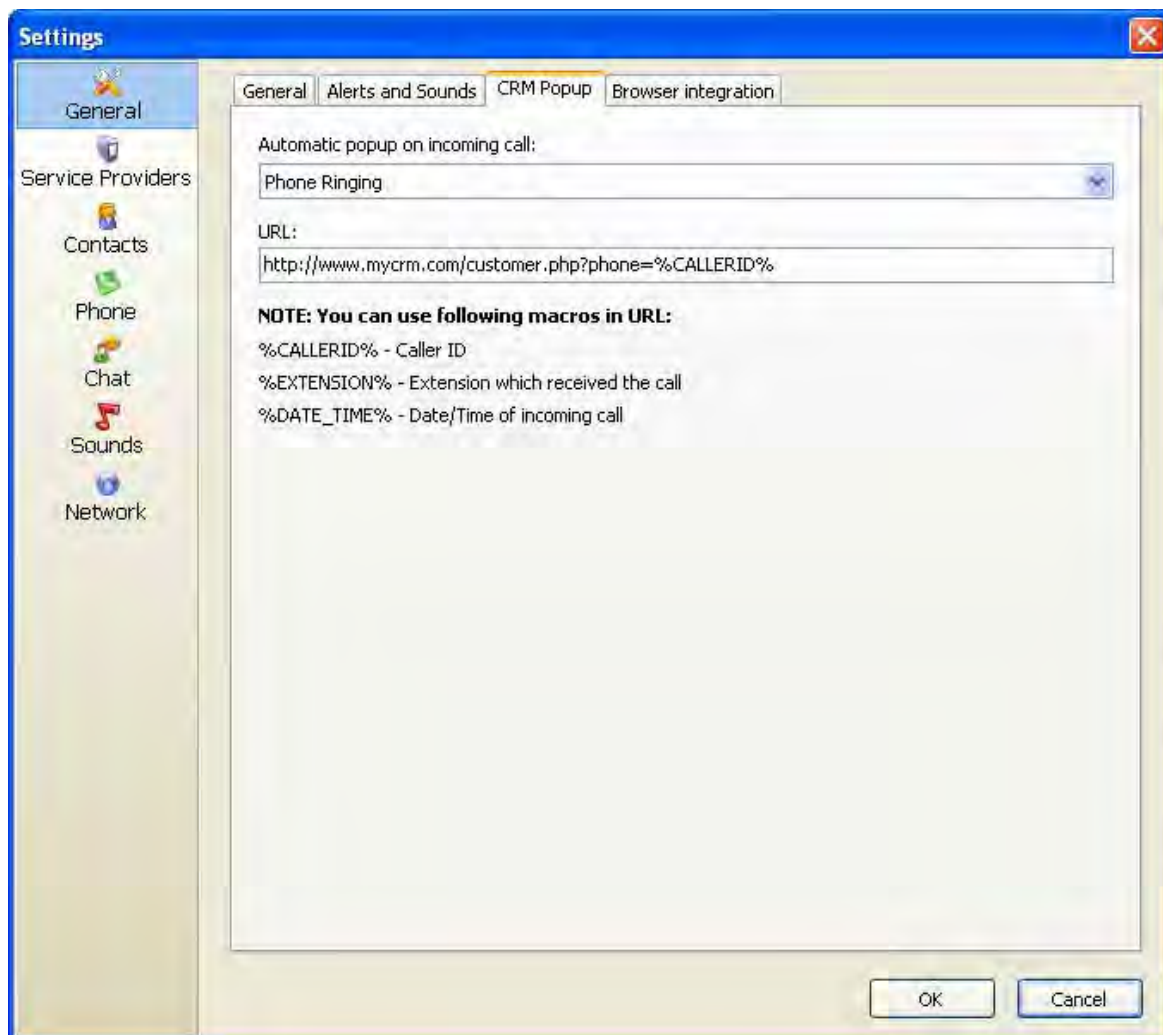 Settings
General
Service Providers
Contacts
Phone
Chat
Sounds
Network
General Alerts and Sounds CRM Popup Browser integration
Automatic popup on incoming call:
Phone Ringing
URL:
http://www.mycrm.com/customer.php?phone=%CALLERID%
NOTE: You can use following macros in URL:
%CALLERID% - Caller ID
%EXTENSION% - Extension which received the call
%DATE_TIME% - Date/Time of incoming call
OK Cancel